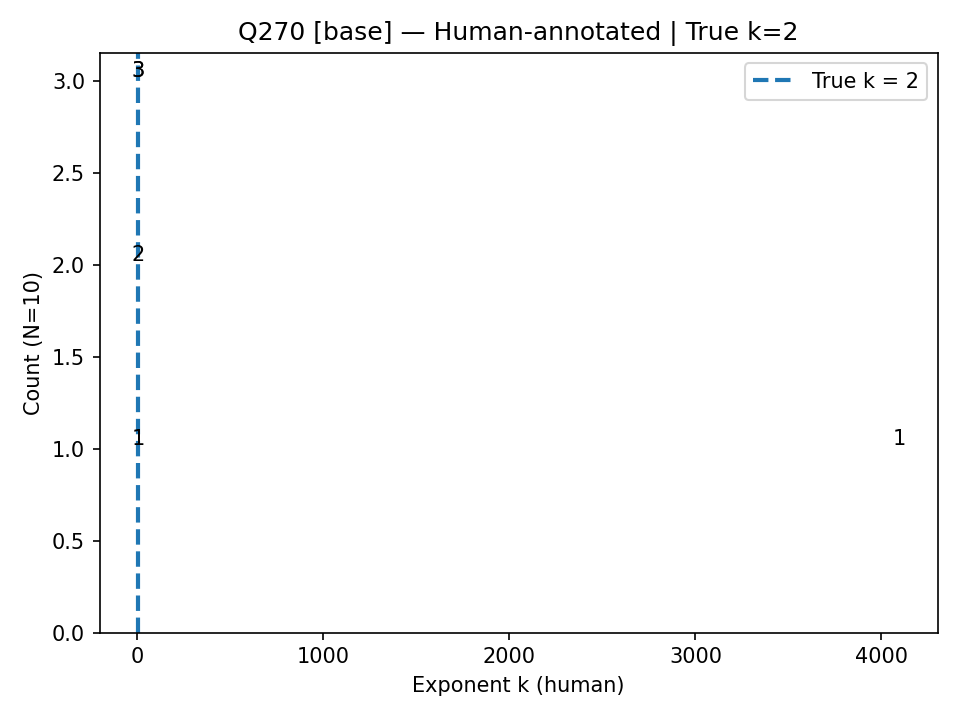 Q270 [base] — Human-annotated | True k=2
True k = 2
3
2
1
1
3.0
2.5
2.0
1.5
1.0
0.5
0.0
Count (N=10)
0 1000 2000 3000 4000
Exponent k (human)